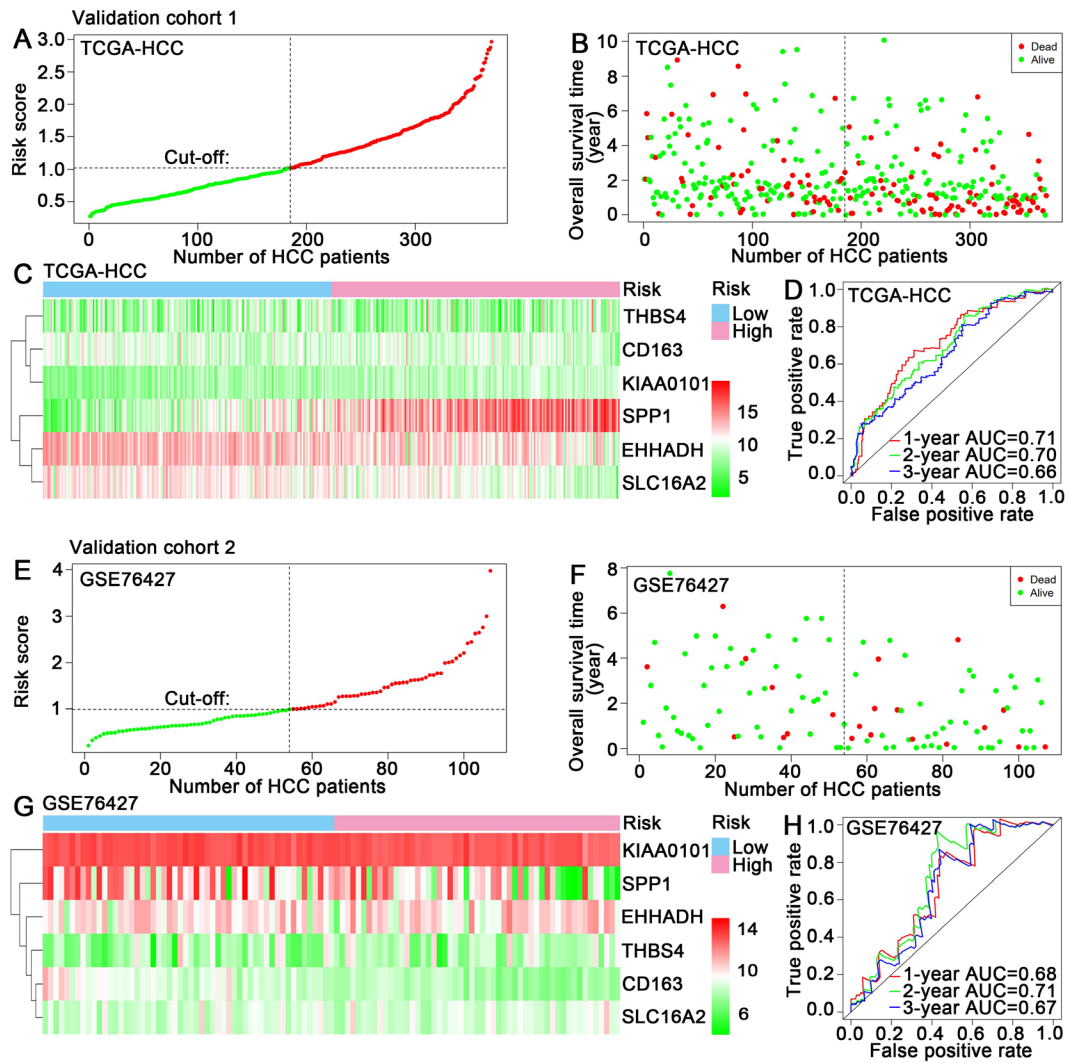 Validation cohort 1
A
TCGA-HCC
Risk score
3.0
2.5
2.0
1.5
1.0
0.5
Cut-off:
0
100
200
300
Number of HCC patients
B
TCGA-HCC
Dead
Alive
Overall survival time
(year)
10
8
6
4
2
0
0
100
200
300
Number of HCC patients
C
TCGA-HCC
Risk
THBS4
CD163
KIAA0101
SPP1
EHHADH
SLC16A2
Risk
Low
High
15
10
5
D
TCGA-HCC
True positive rate
1.0
0.8
0.6
0.4
0.2
0.0
1-year AUC=0.71
2-year AUC=0.70
3-year AUC=0.66
0.0 0.2 0.4 0.6 0.8 1.0
False positive rate
Validation cohort 2
E
GSE76427
Risk score
4
3
2
1
Cut-off:
0
20
40
60
80
100
Number of HCC patients
F
GSE76427
Dead
Alive
Overall survival time
(year)
8
6
4
2
0
0
20
40
60
80
100
Number of HCC patients
G
GSE76427
Risk
KIAA0101
SPP1
EHHADH
THBS4
CD163
SLC16A2
Risk
Low
High
14
12
10
8
6
H
GSE76427
True positive rate
1.0
0.8
0.6
0.4
0.2
0.0
1-year AUC=0.68
2-year AUC=0.71
3-year AUC=0.67
0.0 0.2 0.4 0.6 0.8 1.0
False positive rate